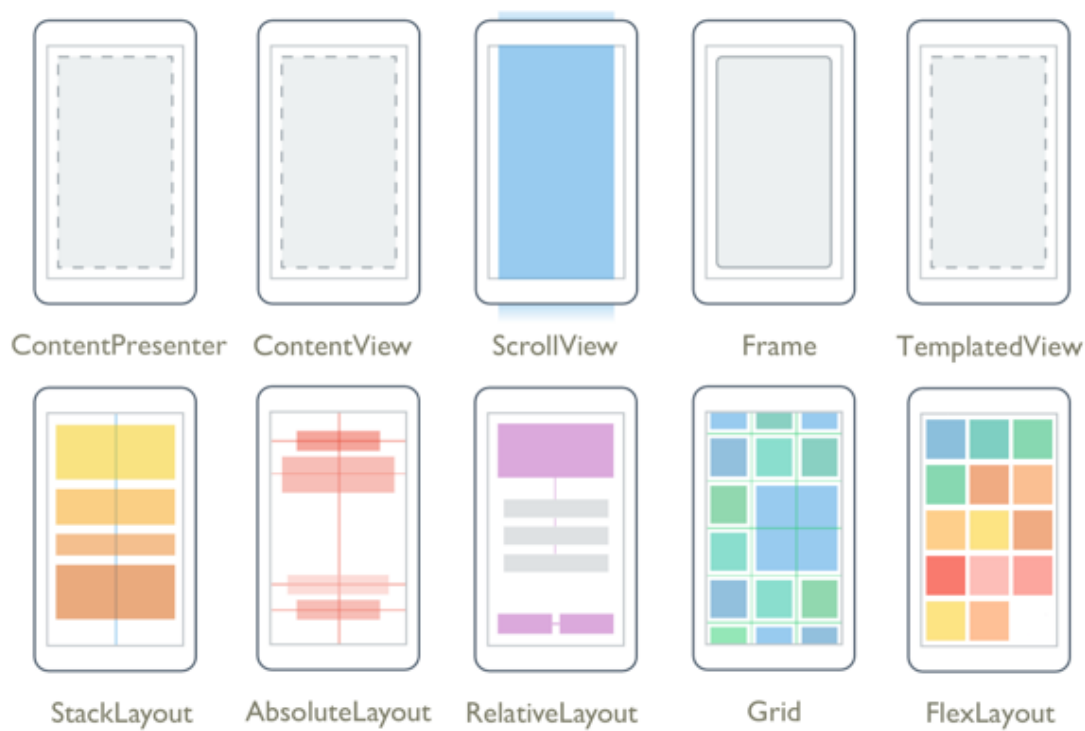 ContentPresenter
ContentView
ScrollView
Frame
TemplatedView
StackLayout
AbsoluteLayout
RelativeLayout
Grid
FlexLayout